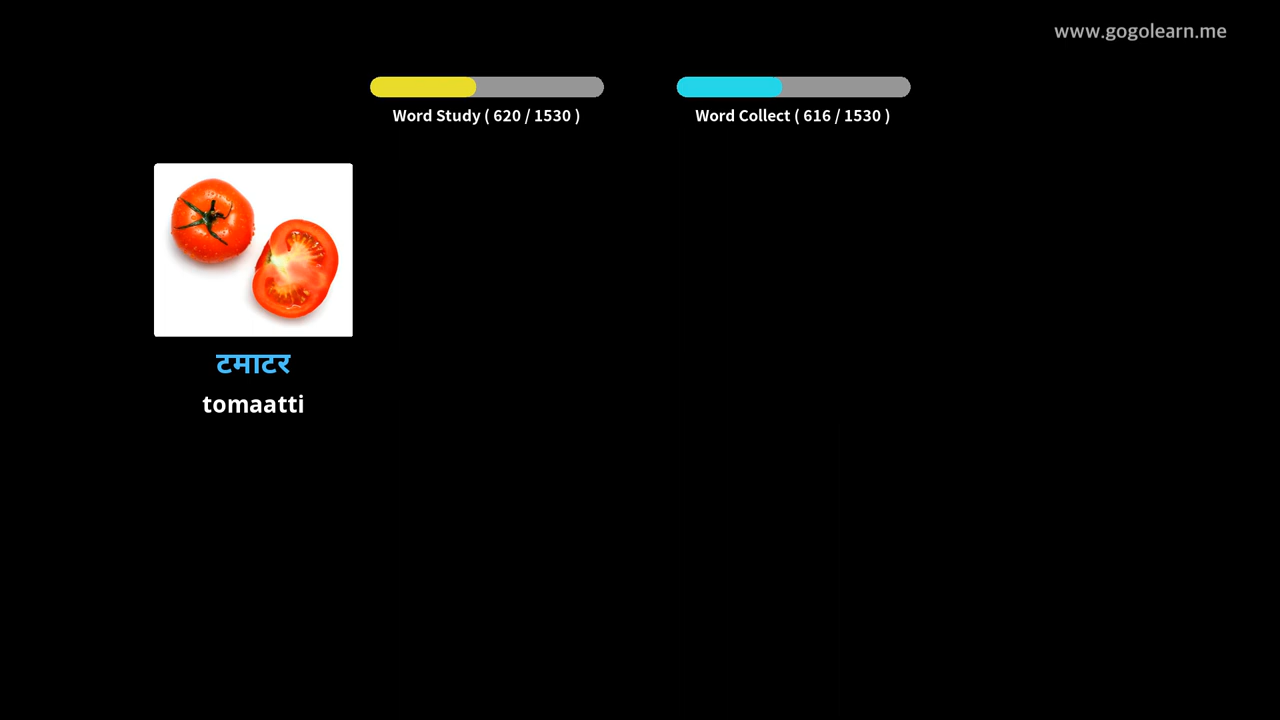 www.gogolearn.me
Word Study ( 620 / 1530 )
Word Collect ( 616 / 1530 )
टमाटर
tomaatti